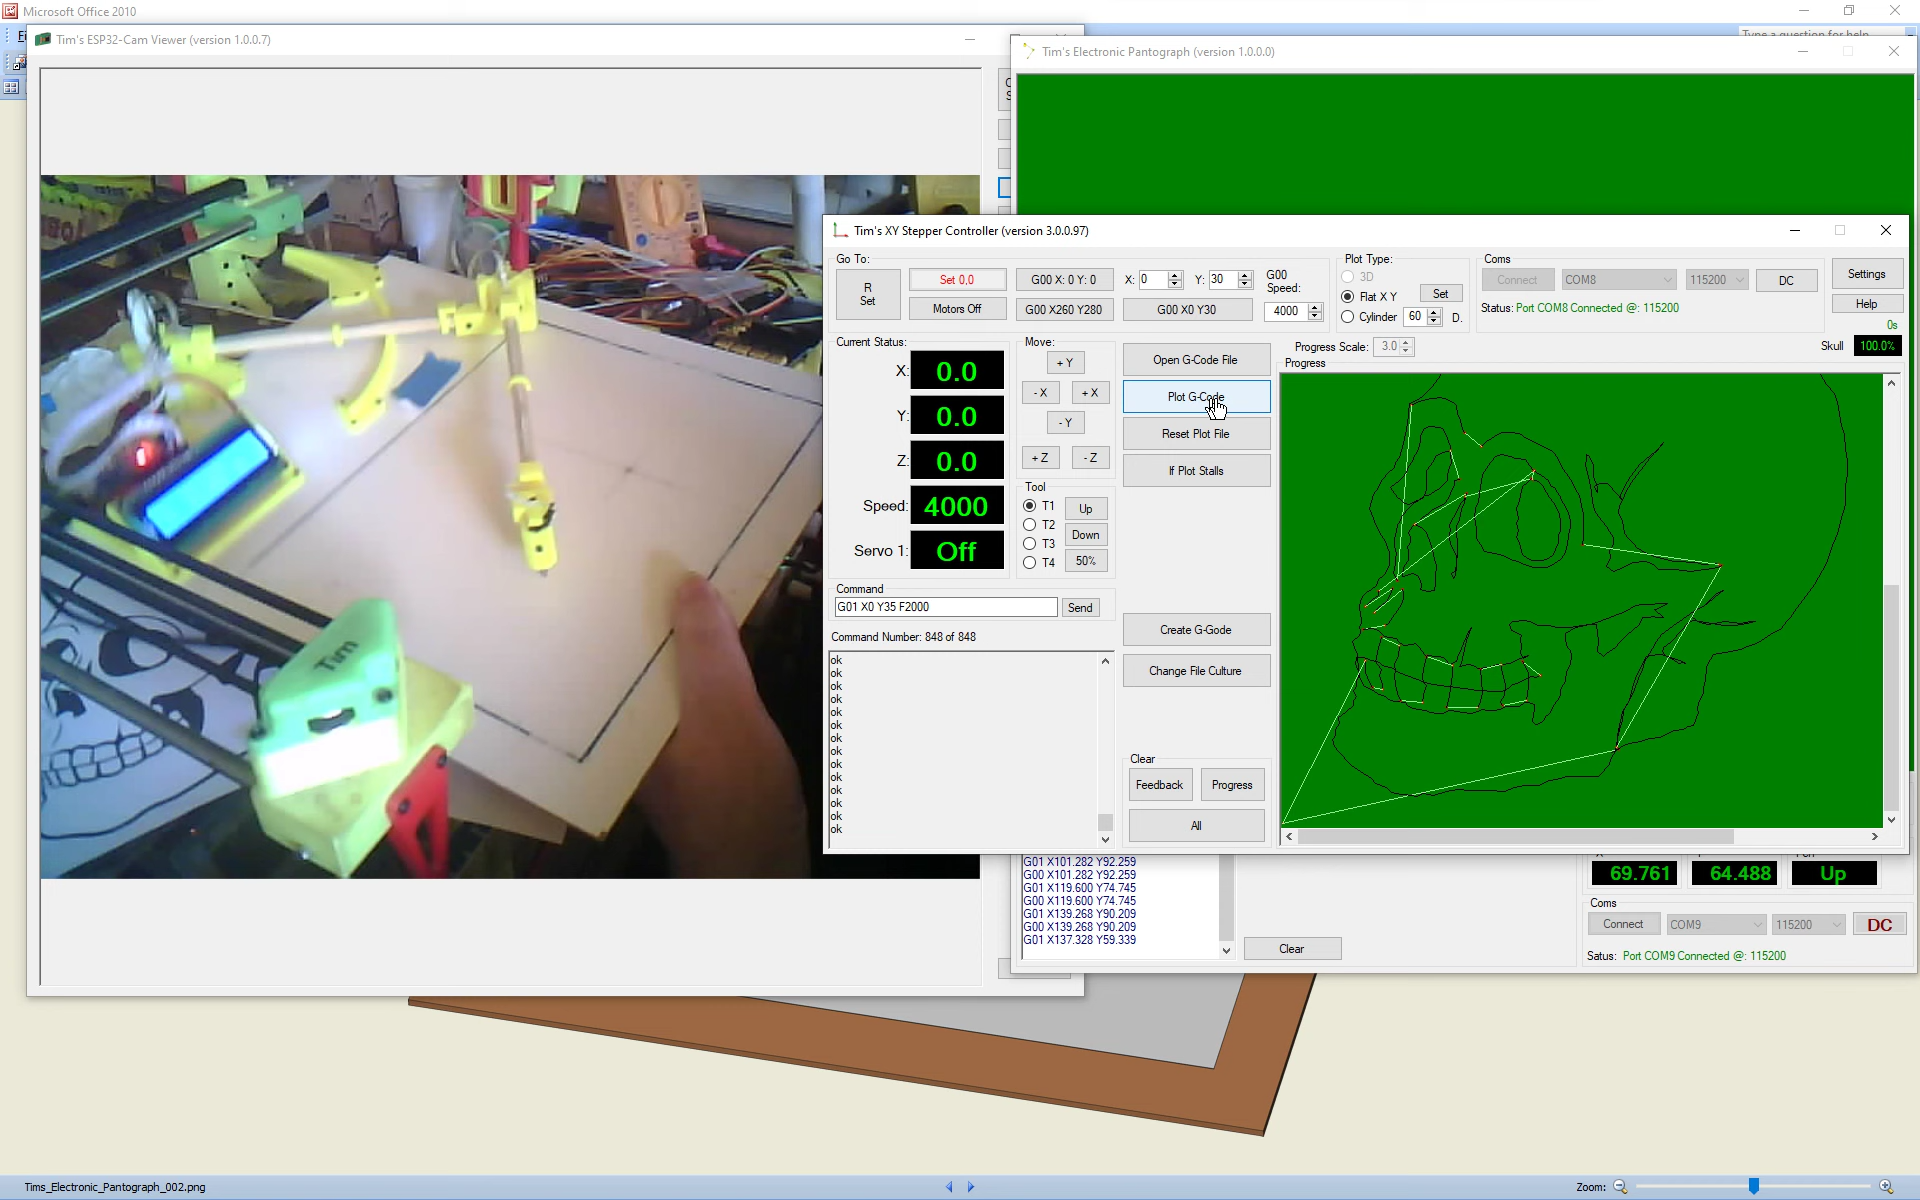 Microsoft Office 2010
Type a question for help
Tim's ESP32-Cam Viewer (version 1.0.0.7)
Tim's Electronic Pantograph (version 1.0.0.0)
Tim's XY Stepper Controller (version 3.0.0.97)
Go To:
R
Set
Set 0,0
G00 X: 0 Y: 0
X: 0
Y: 30
G00
Speed:
Motors Off
G00 X260 Y280
G00 X0 Y30
4000
Plot Type:
3D
Flat X Y
Set
Cylinder 60 D.
Coms
Connect
COM8
115200
DC
Status: Port COM8 Connected @: 115200
Settings
Help
0s
Skull 100.0%
Current Status:
X: 0.0
Y: 0.0
Z: 0.0
Speed: 4000
Servo 1: Off
Move:
+ Y
- X
+ X
- Y
+ Z
- Z
Tool
T1
T2
T3
T4
Up
Down
50%
Open G-Code File
Plot G-Code
Reset Plot File
If Plot Stalls
Create G-Gode
Change File Culture
Progress Scale: 3.0
Progress
Command
G01 X0 Y35 F2000
Send
Command Number: 848 of 848
ok
ok
ok
ok
ok
ok
ok
ok
ok
ok
ok
ok
ok
ok
Clear
Feedback
Progress
All
Tim
G01 X101.282 Y92.259
G00 X101.282 Y92.259
G01 X119.600 Y74.745
G00 X119.600 Y74.745
G01 X139.268 Y90.209
G00 X139.268 Y90.209
G01 X137.328 Y59.339
Clear
69.761
64.488
Up
Coms
Connect
COM9
115200
DC
Satus: Port COM9 Connected @: 115200
Tims_Electronic_Pantograph_002.png
Zoom: